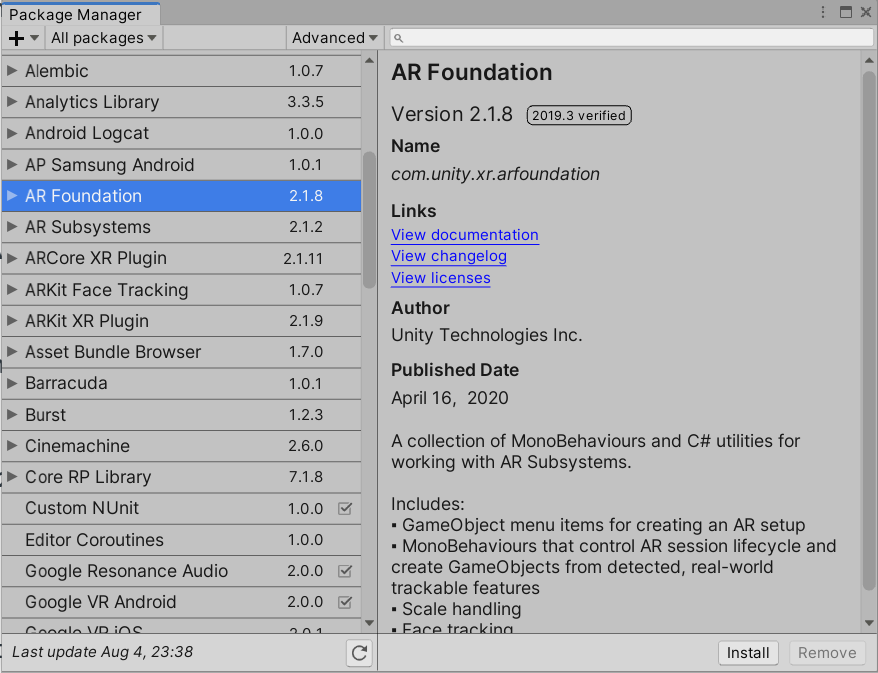 Package Manager
+ All packages Advanced
Alembic 1.0.7
Analytics Library 3.3.5
Android Logcat 1.0.0
AP Samsung Android 1.0.1
AR Foundation 2.1.8
AR Subsystems 2.1.2
ARCore XR Plugin 2.1.11
ARKit Face Tracking 1.0.7
ARKit XR Plugin 2.1.9
Asset Bundle Browser 1.7.0
Barracuda 1.0.1
Burst 1.2.3
Cinemachine 2.6.0
Core RP Library 7.1.8
Custom NUnit 1.0.0
Editor Coroutines 1.0.0
Google Resonance Audio 2.0.0
Google VR Android 2.0.0
Google VR iOS 2.0.1
Last update Aug 4, 23:38
AR Foundation
Version 2.1.8 2019.3 verified
Name
com.unity.xr.arfoundation
Links
View documentation
View changelog
View licenses
Author
Unity Technologies Inc.
Published Date
April 16, 2020
A collection of MonoBehaviours and C# utilities for
working with AR Subsystems.
Includes:
▪ GameObject menu items for creating an AR setup
▪ MonoBehaviours that control AR session lifecycle and
create GameObjects from detected, real-world
trackable features
▪ Scale handling
▪ Face tracking
Install Remove